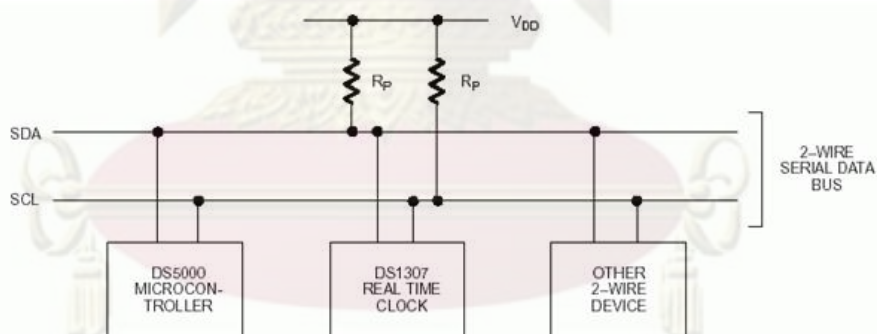 VDD
RP
RP
SDA
SCL
2-WIRE
SERIAL DATA
BUS
DS5000
MICROCON-
TROLLER
DS1307
REAL TIME
CLOCK
OTHER
2-WIRE
DEVICE